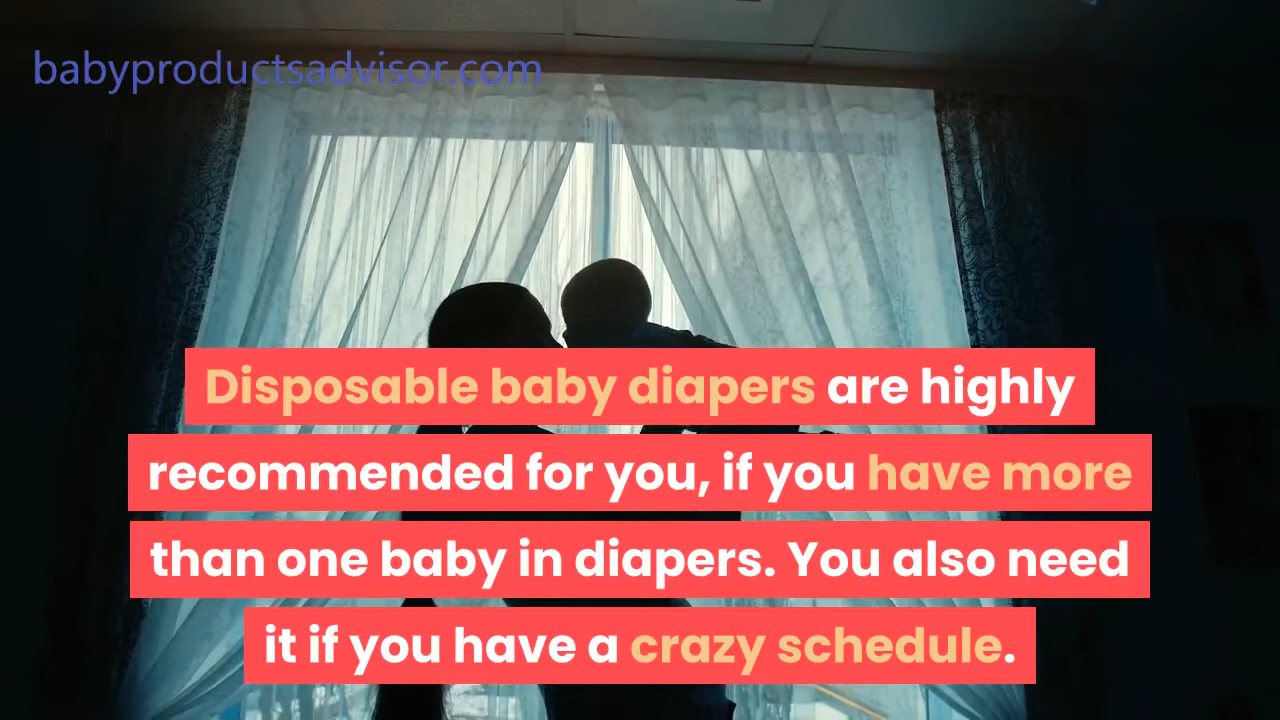 babyproductsadvisor.com
Disposable baby diapers are highly
recommended for you, if you have more
than one baby in diapers. You also need
it if you have a crazy schedule.